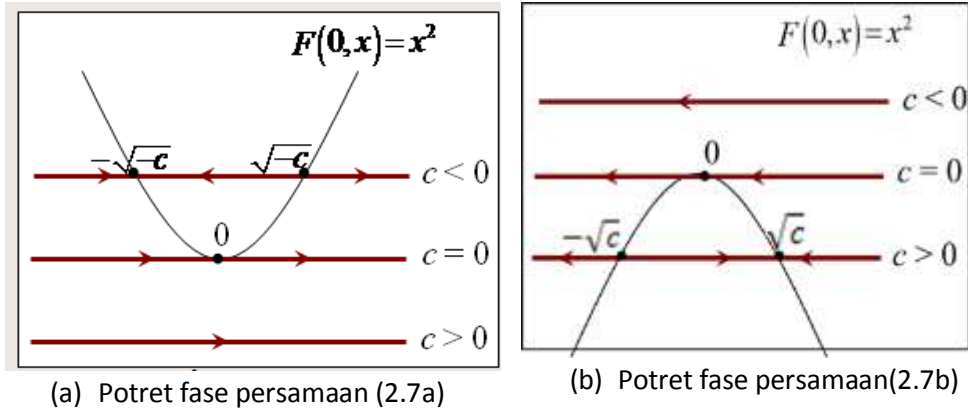 F(0,x)=x²
−√−c
√−c
c < 0
0
c = 0
c > 0
(a) Potret fase persamaan (2.7a)
F(0,x)=x²
c < 0
0
c = 0
−√c
√c
c > 0
(b) Potret fase persamaan(2.7b)